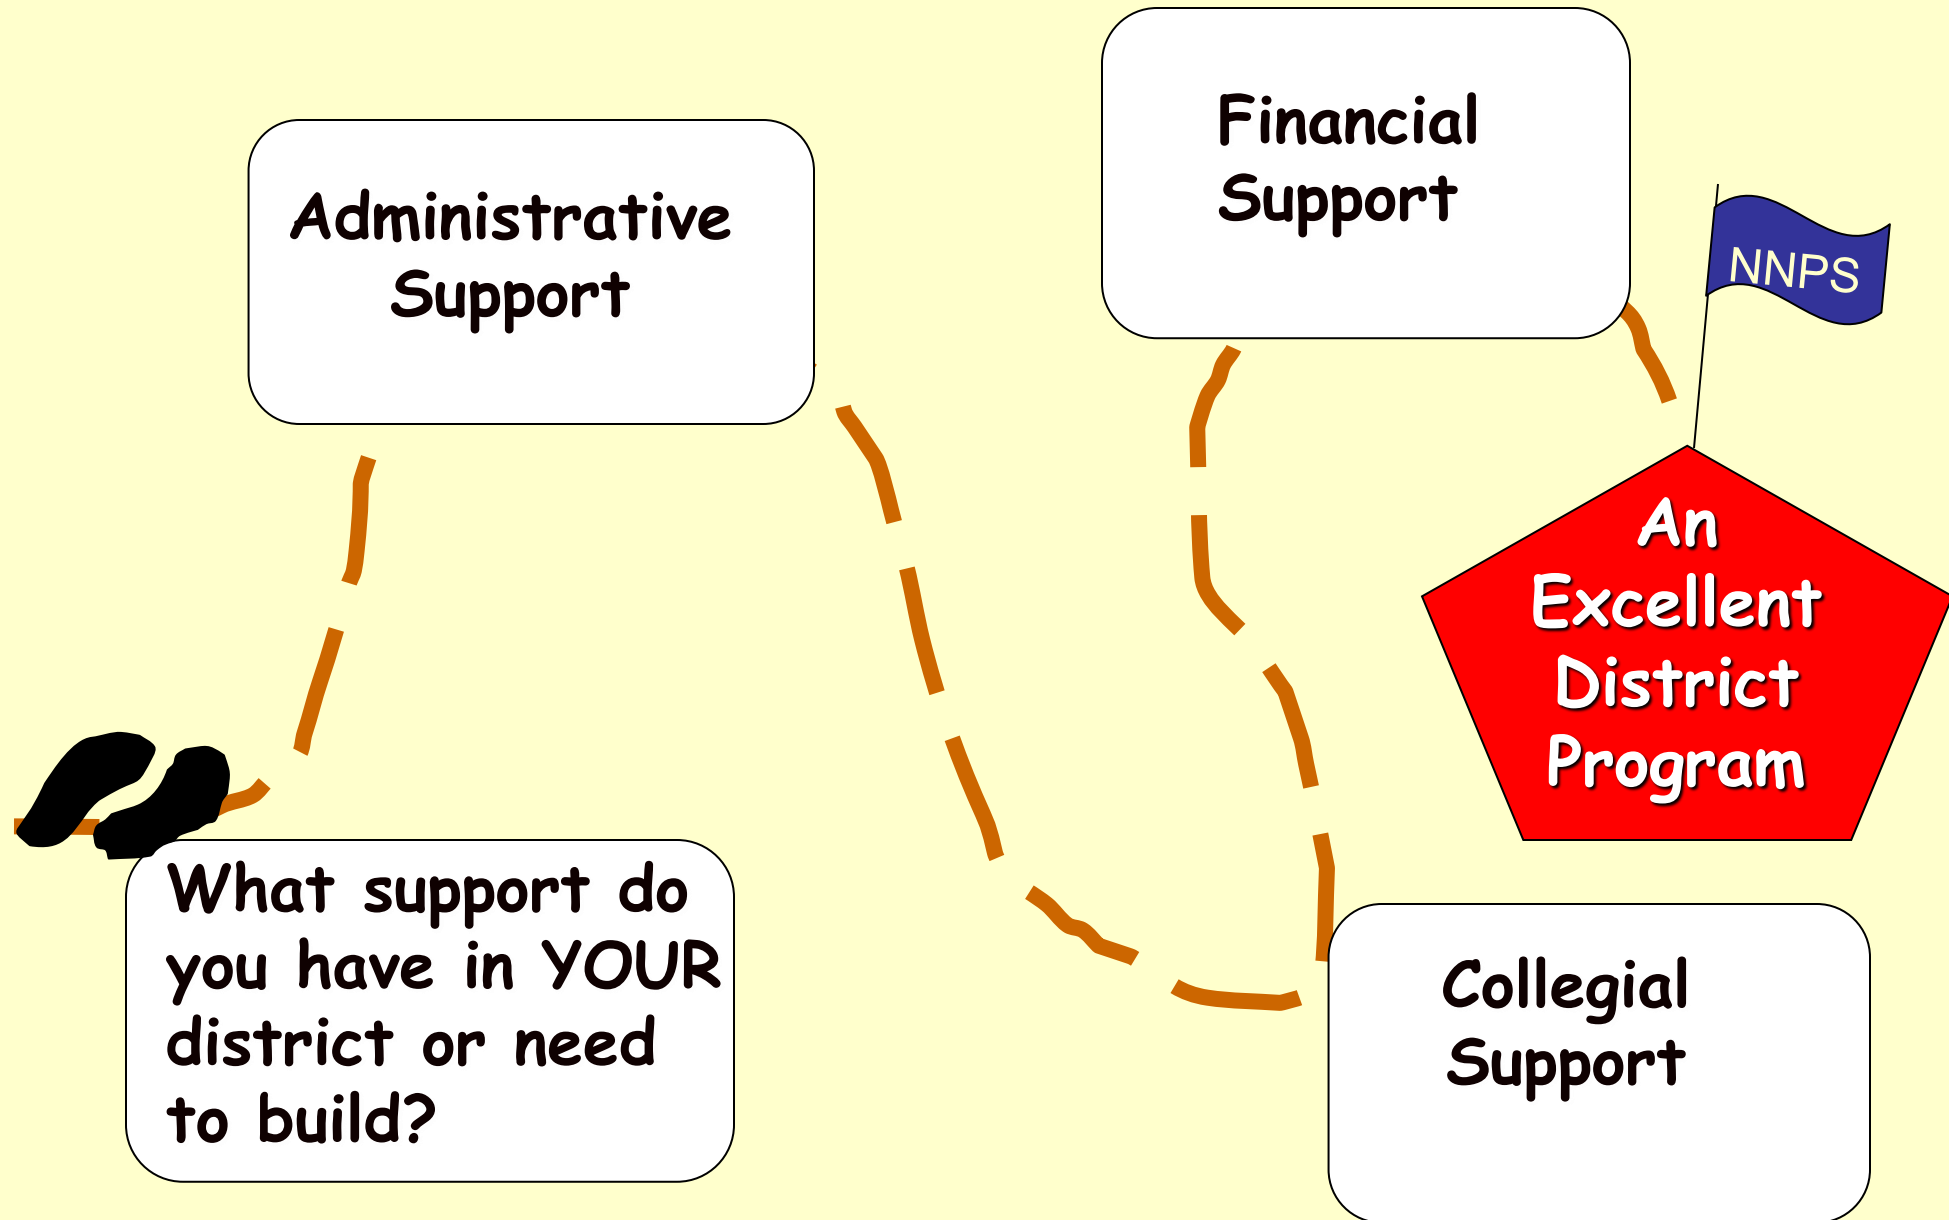 Administrative
Support
Financial
Support
NNPS
An
Excellent
District
Program
What support do
you have in YOUR
district or need
to build?
Collegial
Support